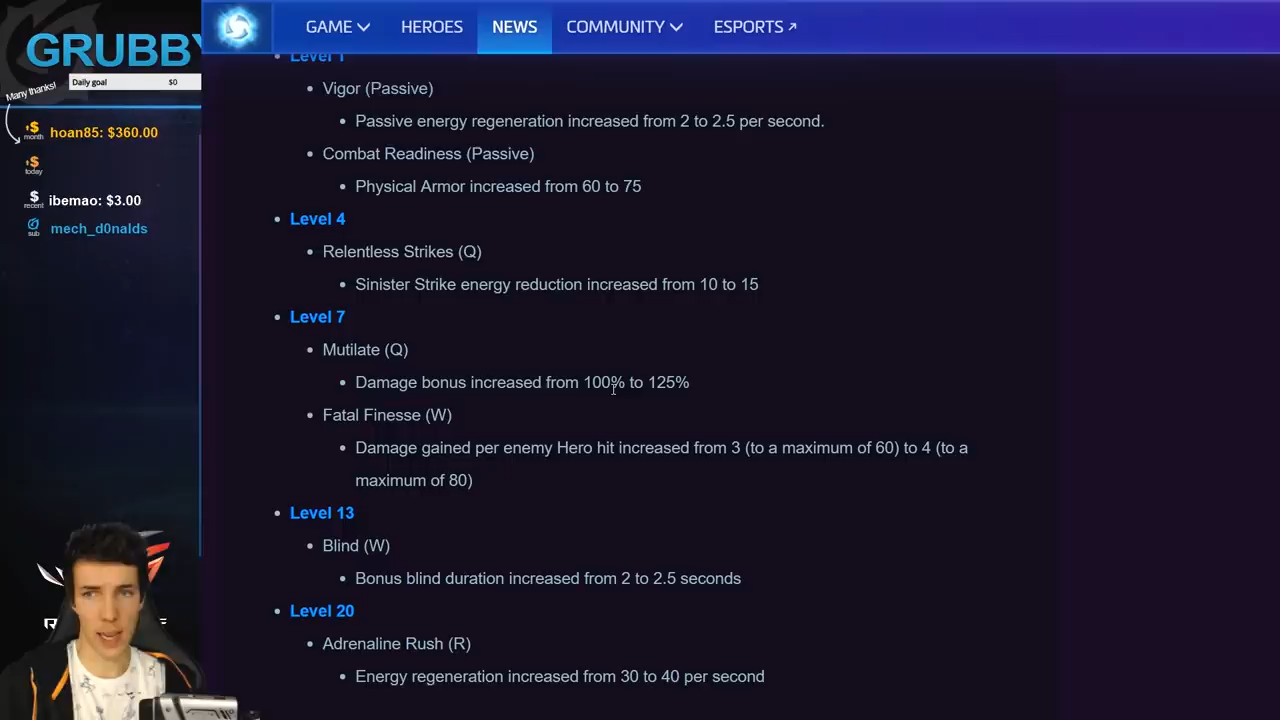 GRUBBY
Many thanks!
Daily goal $0
month hoan85: $360.00
today
recent ibemao: $3.00
sub mech_d0nalds
GAME HEROES NEWS COMMUNITY ESPORTS
Level 1
Vigor (Passive)
Passive energy regeneration increased from 2 to 2.5 per second.
Combat Readiness (Passive)
Physical Armor increased from 60 to 75
Level 4
Relentless Strikes (Q)
Sinister Strike energy reduction increased from 10 to 15
Level 7
Mutilate (Q)
Damage bonus increased from 100% to 125%
Fatal Finesse (W)
Damage gained per enemy Hero hit increased from 3 (to a maximum of 60) to 4 (to a
maximum of 80)
Level 13
Blind (W)
Bonus blind duration increased from 2 to 2.5 seconds
Level 20
Adrenaline Rush (R)
Energy regeneration increased from 30 to 40 per second